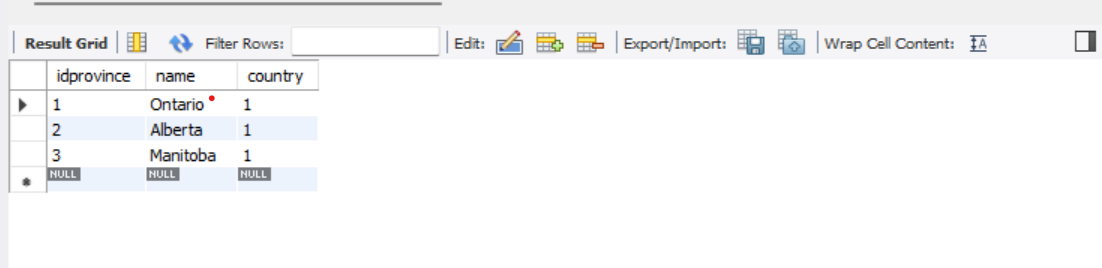 Result Grid Filter Rows: Edit: Export/Import: Wrap Cell Content: IA
idprovince name country
1 Ontario 1
2 Alberta 1
3 Manitoba 1
NULL NULL NULL